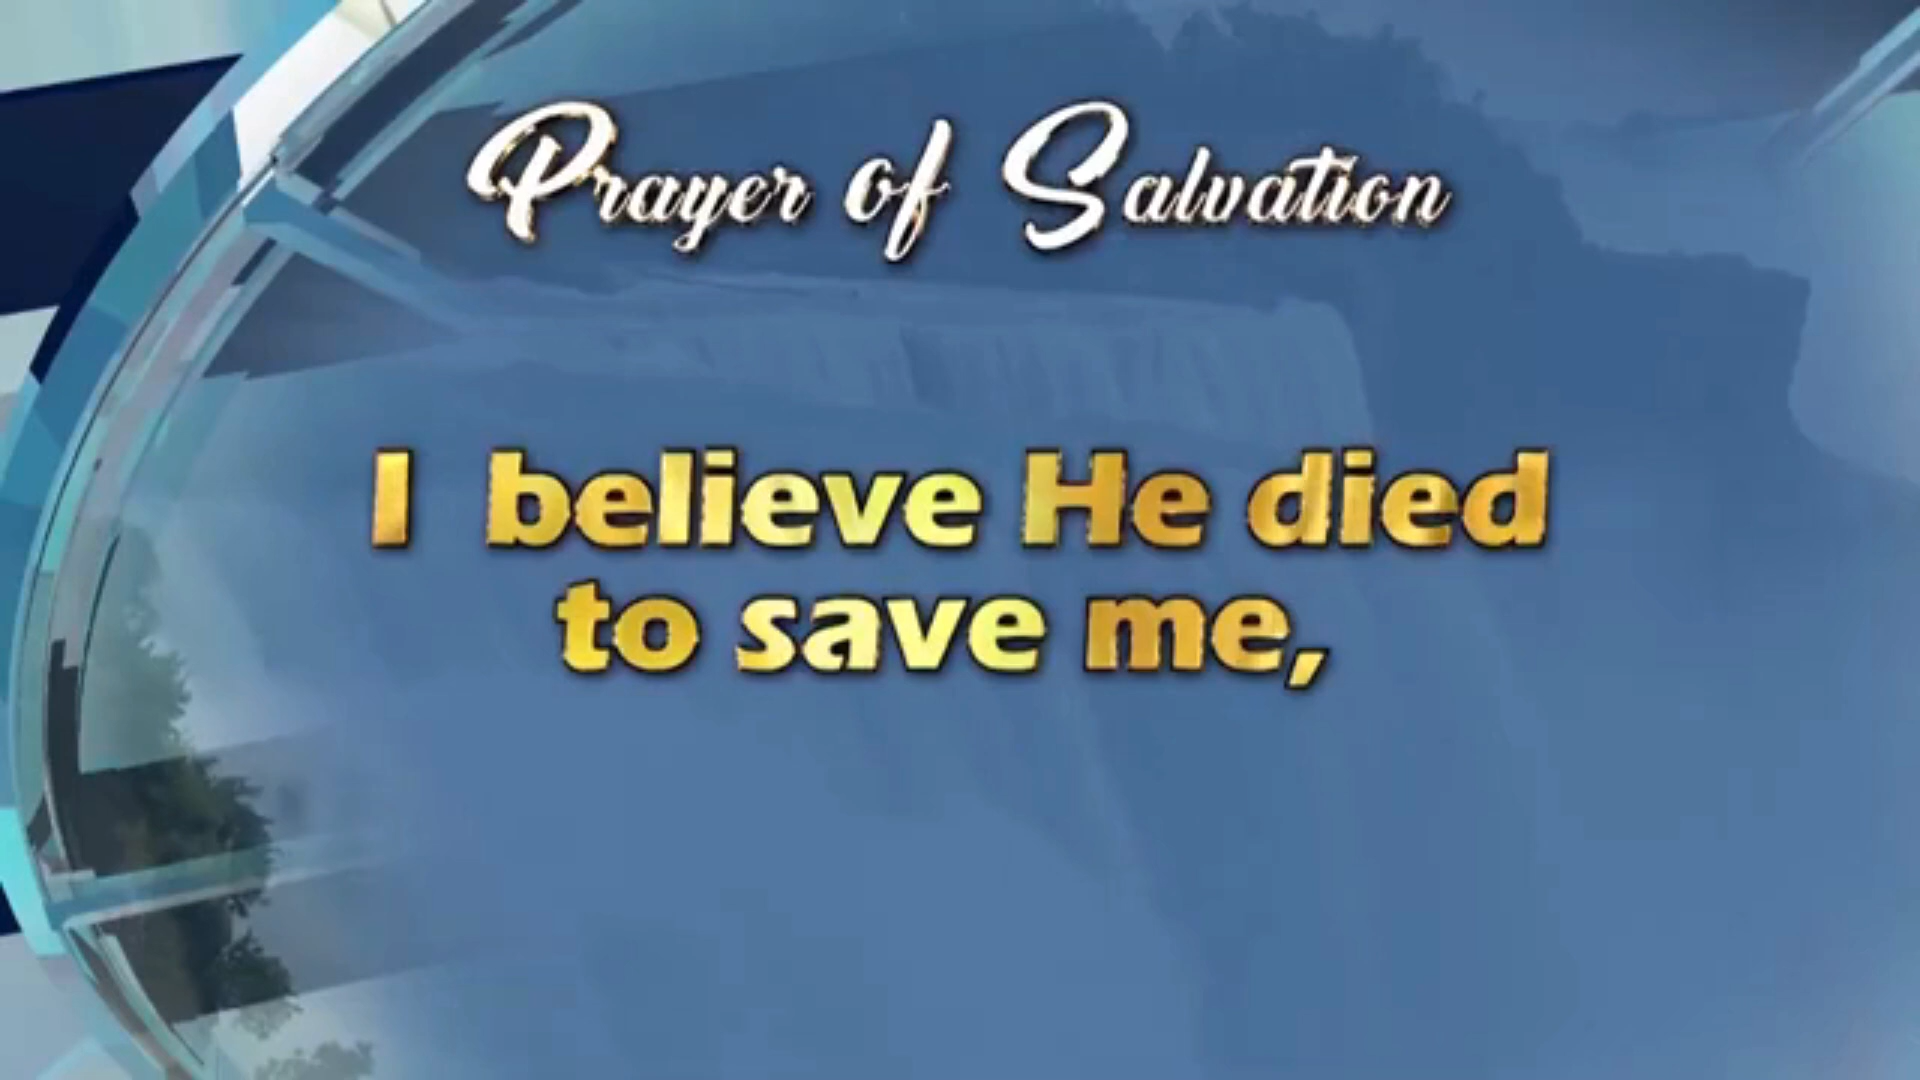 Prayer of Salvation
I believe He died
to save me,